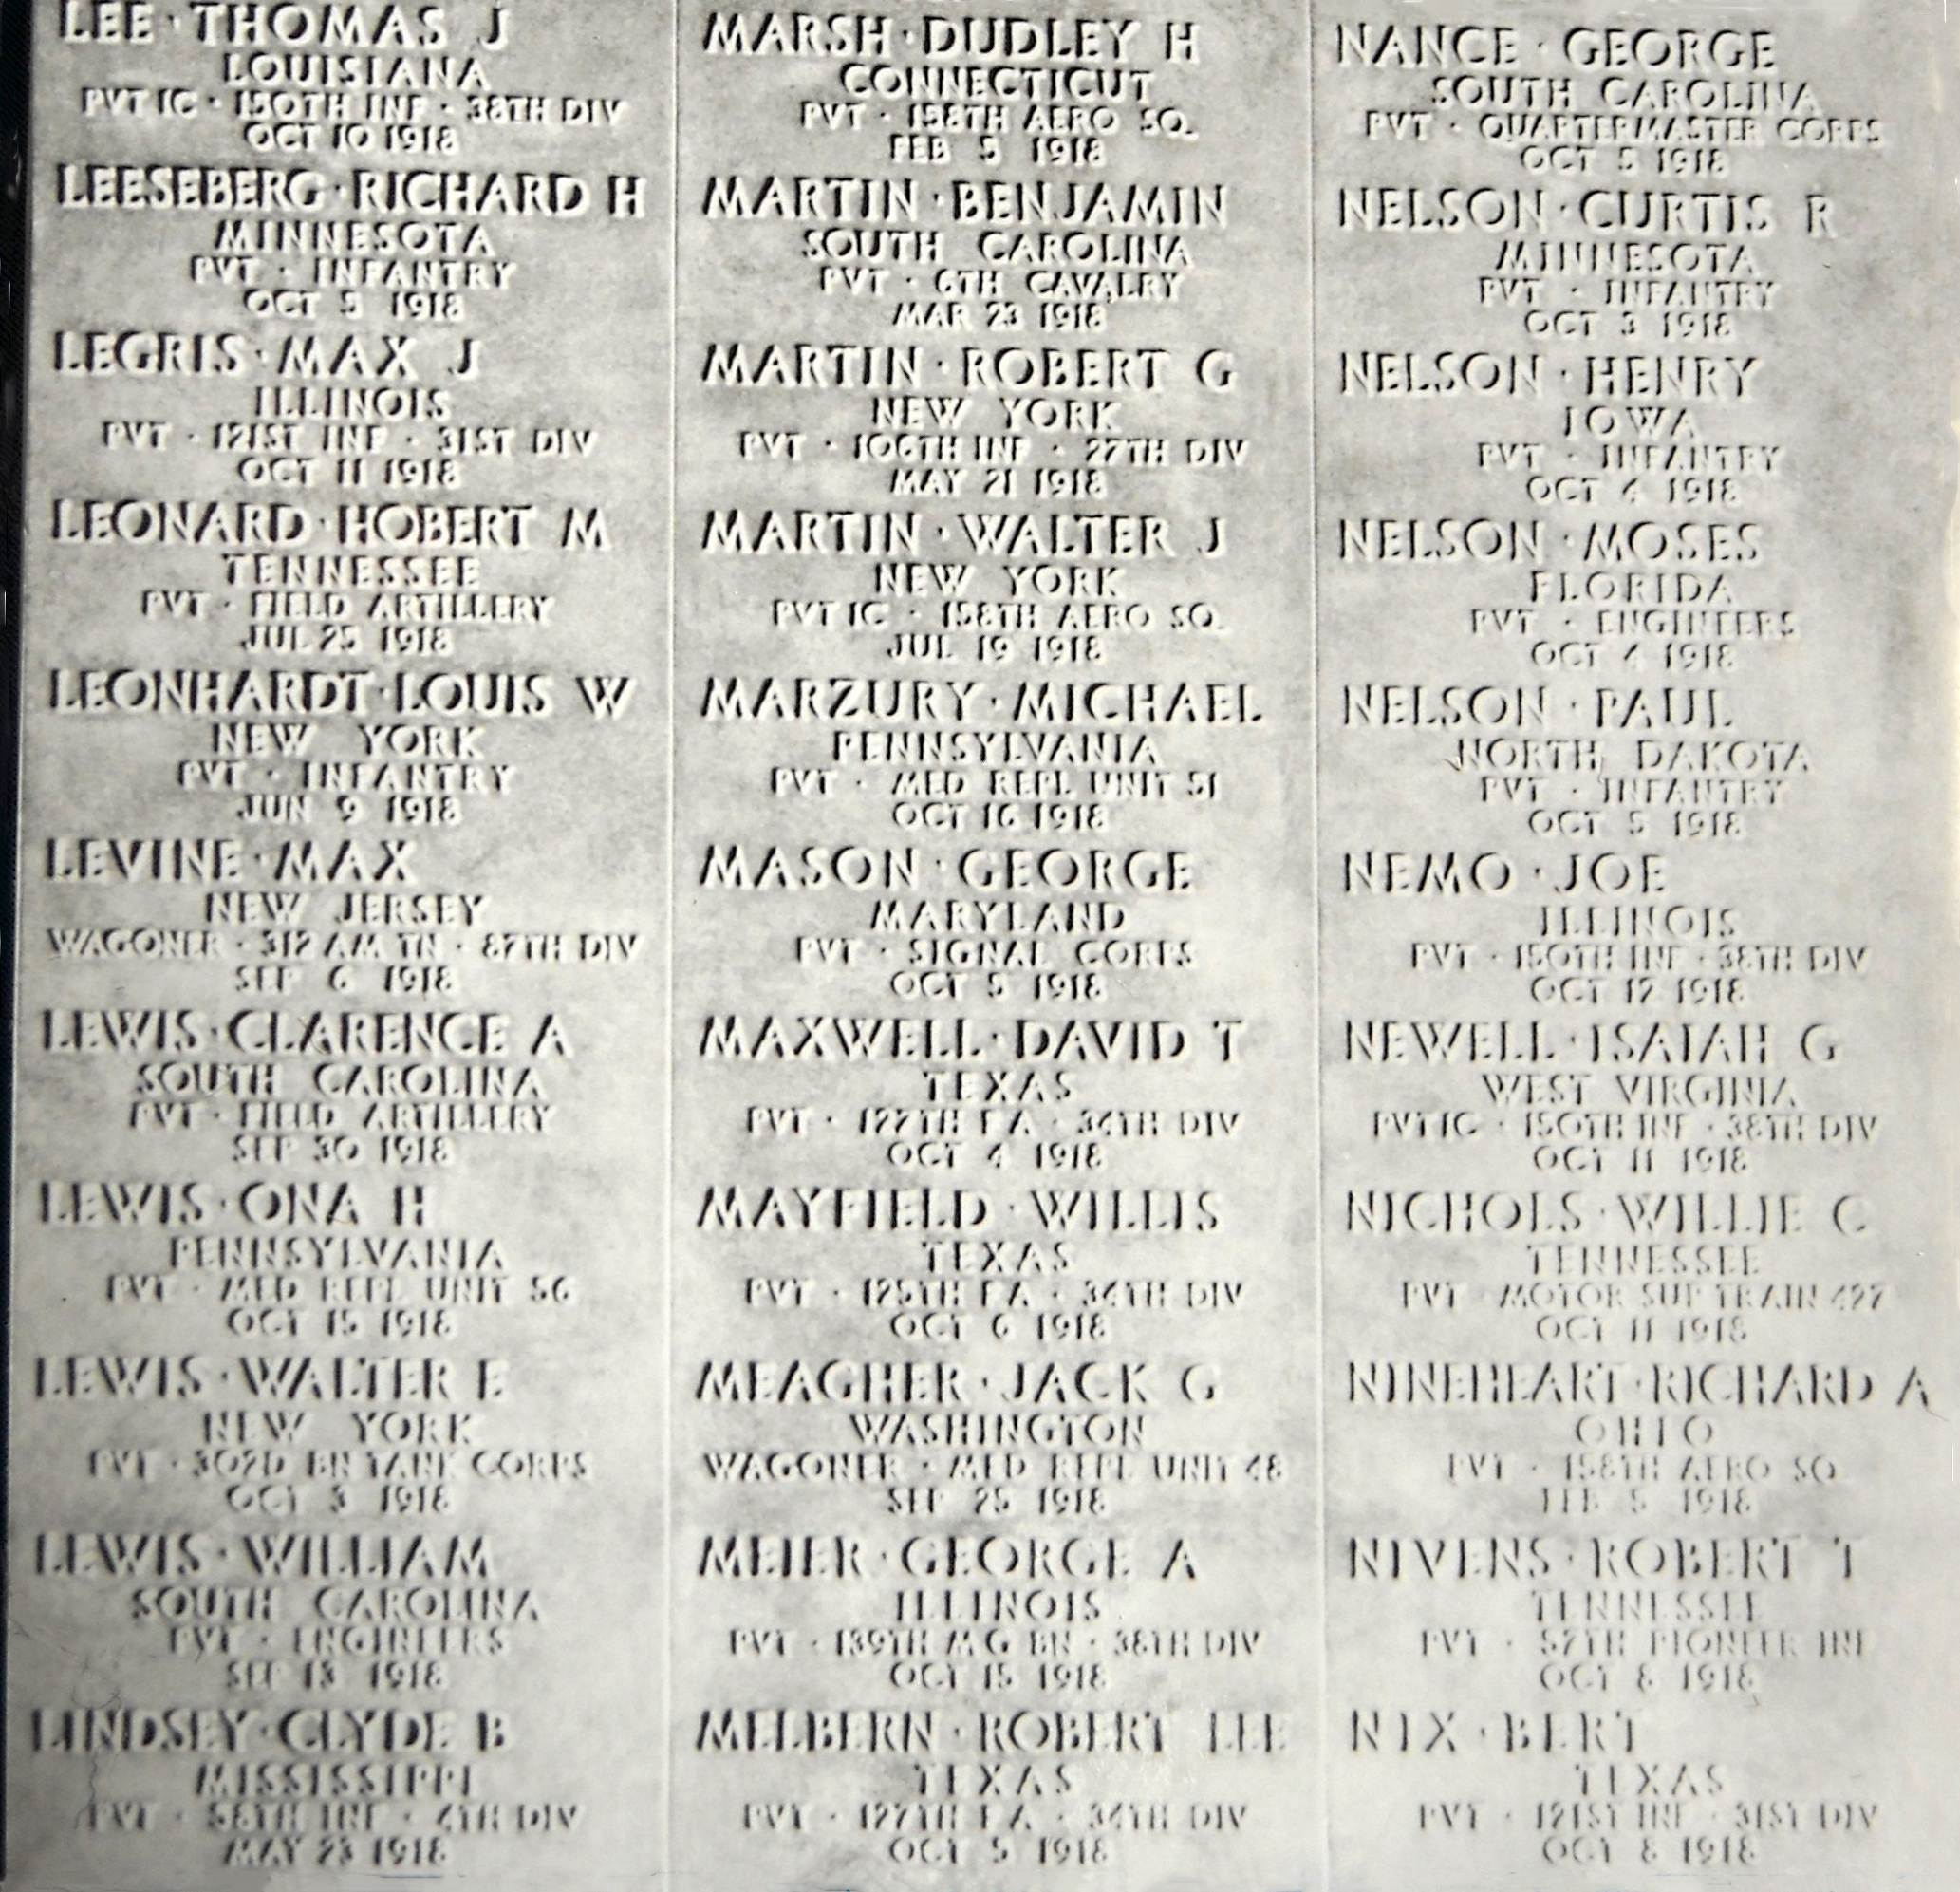 LEE · THOMAS J
LOUISIANA
PVT 1C · 150TH INF · 38TH DIV
OCT 10 1918
LEESEBERG · RICHARD H
MINNESOTA
PVT · INFANTRY
OCT 5 1918
LEGRIS · MAX J
ILLINOIS
PVT · 121ST INF · 31ST DIV
OCT 11 1918
LEONARD · HOBERT M
TENNESSEE
PVT · FIELD ARTILLERY
JUL 25 1918
LEONHARDT · LOUIS W
NEW YORK
PVT · INFANTRY
JUN 9 1918
LEVINE · MAX
NEW JERSEY
WAGONER · 312 AM TN · 87TH DIV
SEP 6 1918
LEWIS · CLARENCE A
SOUTH CAROLINA
PVT · FIELD ARTILLERY
SEP 30 1918
LEWIS · ONA H
PENNSYLVANIA
PVT · MED REPL UNIT 56
OCT 15 1918
LEWIS · WALTER E
NEW YORK
PVT · 302D BN TANK CORPS
OCT 3 1918
LEWIS · WILLIAM
SOUTH CAROLINA
PVT · ENGINEERS
SEP 13 1918
LINDSEY · CLYDE B
MISSISSIPPI
PVT · 58TH INF · 4TH DIV
MAY 23 1918
MARSH · DUDLEY H
CONNECTICUT
PVT · 158TH AERO SQ.
FEB 5 1918
MARTIN · BENJAMIN
SOUTH CAROLINA
PVT · 6TH CAVALRY
MAR 23 1918
MARTIN · ROBERT G
NEW YORK
PVT · 106TH INF · 27TH DIV
MAY 21 1918
MARTIN · WALTER J
NEW YORK
PVT 1C · 158TH AERO SQ.
JUL 19 1918
MARZURY · MICHAEL
PENNSYLVANIA
PVT · MED REPL UNIT 51
OCT 16 1918
MASON · GEORGE
MARYLAND
PVT · SIGNAL CORPS
OCT 5 1918
MAXWELL · DAVID T
TEXAS
PVT · 127TH F A · 34TH DIV
OCT 4 1918
MAYFIELD · WILLIS
TEXAS
PVT · 125TH F A · 34TH DIV
OCT 6 1918
MEAGHER · JACK G
WASHINGTON
WAGONER · MED REPL UNIT 48
SEP 25 1918
MEIER · GEORGE A
ILLINOIS
PVT · 139TH M G BN · 38TH DIV
OCT 15 1918
MELBERN · ROBERT LEE
TEXAS
PVT · 127TH F A · 34TH DIV
OCT 5 1918
NANCE · GEORGE
SOUTH CAROLINA
PVT · QUARTERMASTER CORPS
OCT 5 1918
NELSON · CURTIS R
MINNESOTA
PVT · INFANTRY
OCT 3 1918
NELSON · HENRY
IOWA
PVT · INFANTRY
OCT 4 1918
NELSON · MOSES
FLORIDA
PVT · ENGINEERS
OCT 4 1918
NELSON · PAUL
NORTH DAKOTA
PVT · INFANTRY
OCT 5 1918
NEMO · JOE
ILLINOIS
PVT · 150TH INF · 38TH DIV
OCT 12 1918
NEWELL · ISAIAH G
WEST VIRGINIA
PVT 1C · 150TH INF · 38TH DIV
OCT 11 1918
NICHOLS · WILLIE C
TENNESSEE
PVT · MOTOR SUP TRAIN 427
OCT 11 1918
NINEHEART · RICHARD A
OHIO
PVT · 158TH AERO SQ
FEB 5 1918
NIVENS · ROBERT T
TENNESSEE
PVT · 57TH PIONEER INF
OCT 8 1918
NIX · BERT
TEXAS
PVT · 121ST INF · 31ST DIV
OCT 8 1918